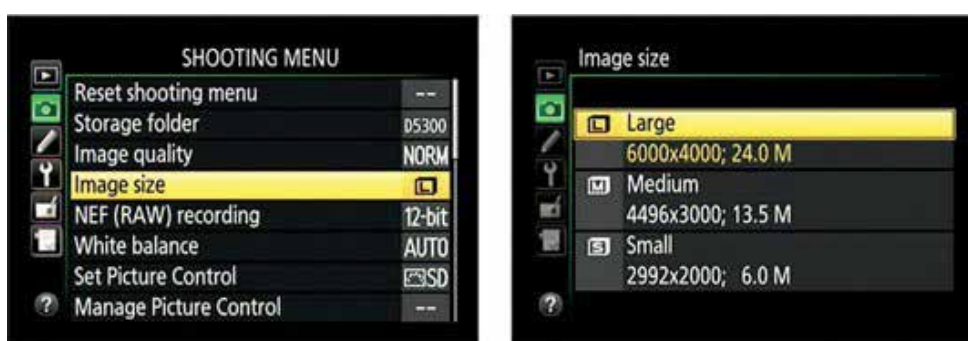 SHOOTING MENU
Reset shooting menu --
Storage folder D5300
Image quality NORM
Image size L
NEF (RAW) recording 12-bit
White balance AUTO
Set Picture Control SD
Manage Picture Control --
?
Image size
L Large
6000x4000; 24.0 M
M Medium
4496x3000; 13.5 M
S Small
2992x2000; 6.0 M
?